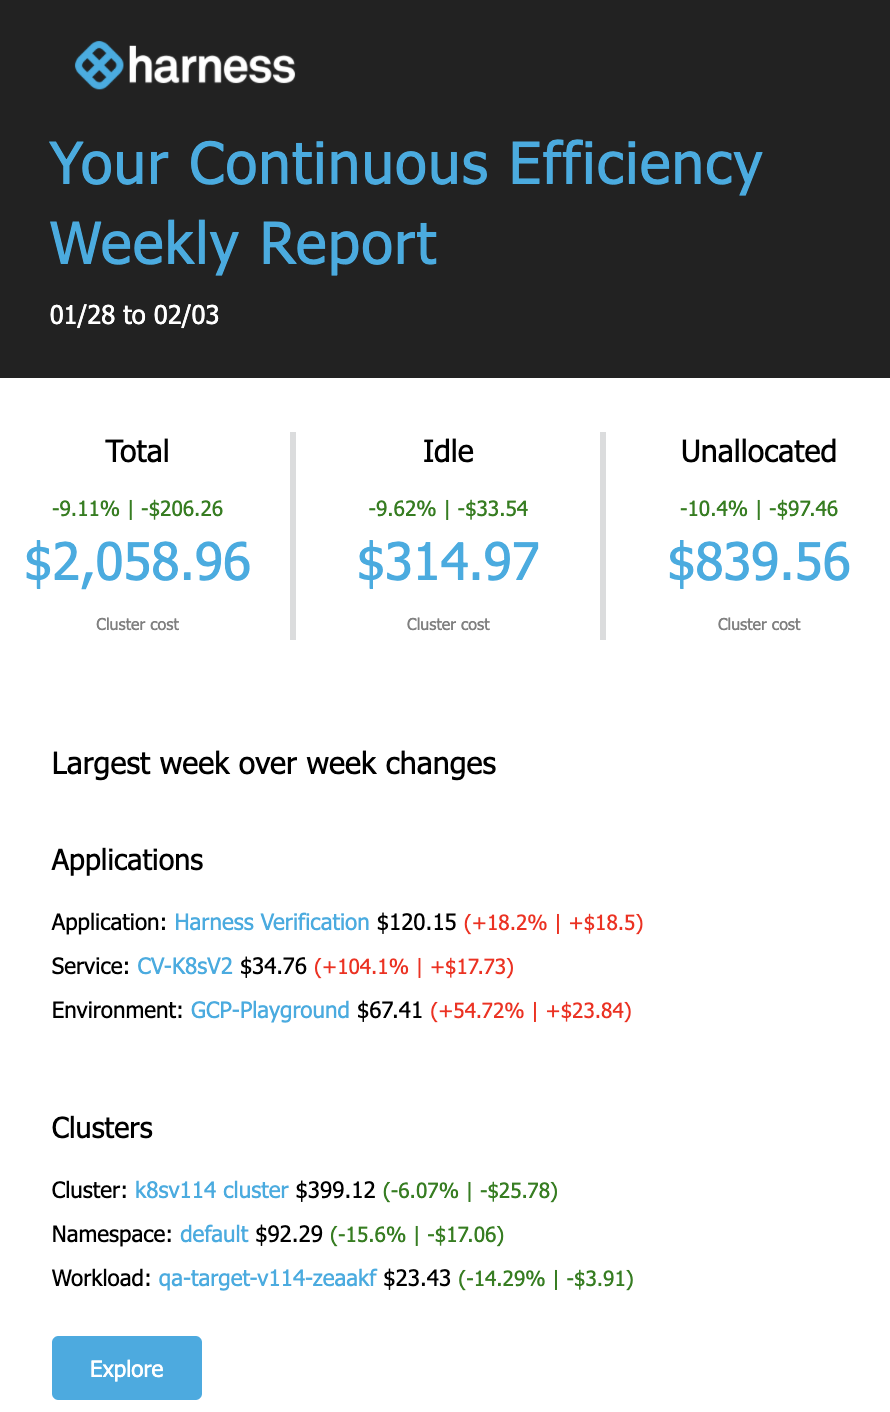 harness
Your Continuous Efficiency
Weekly Report
01/28 to 02/03
Total
-9.11% | -$206.26
$2,058.96
Cluster cost
Idle
-9.62% | -$33.54
$314.97
Cluster cost
Unallocated
-10.4% | -$97.46
$839.56
Cluster cost
Largest week over week changes
Applications
Application: Harness Verification $120.15 (+18.2% | +$18.5)
Service: CV-K8sV2 $34.76 (+104.1% | +$17.73)
Environment: GCP-Playground $67.41 (+54.72% | +$23.84)
Clusters
Cluster: k8sv114 cluster $399.12 (-6.07% | -$25.78)
Namespace: default $92.29 (-15.6% | -$17.06)
Workload: qa-target-v114-zeaakf $23.43 (-14.29% | -$3.91)
Explore